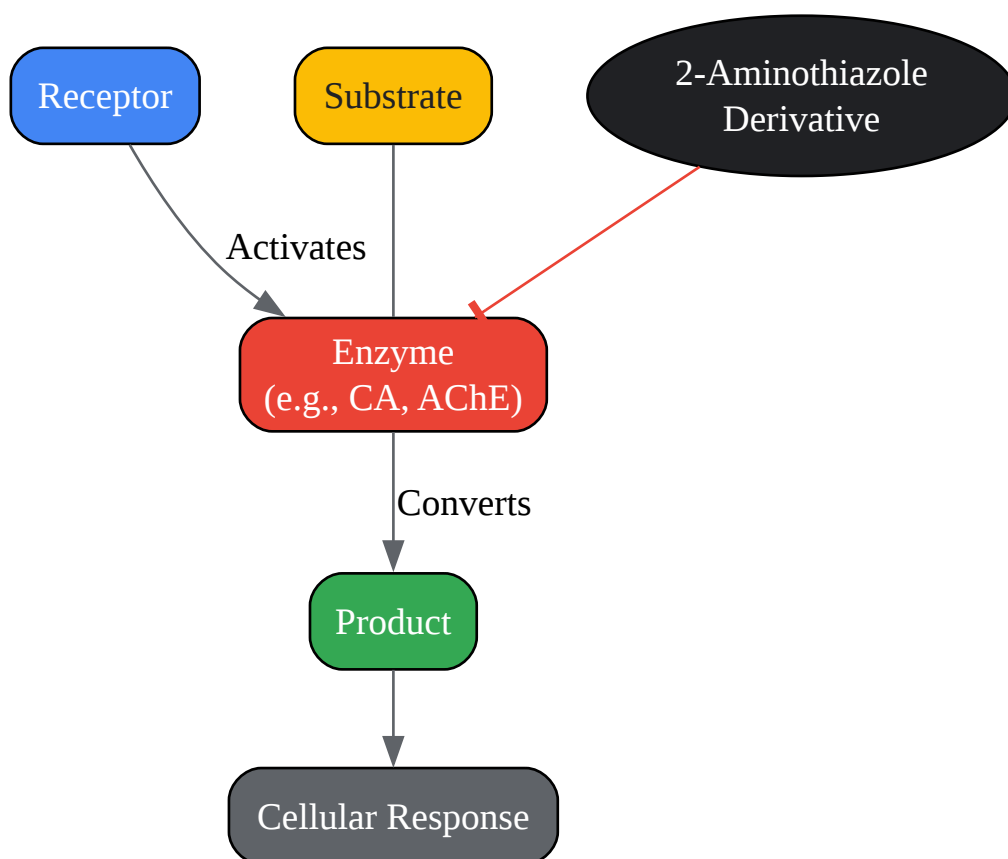 Receptor
Substrate
2-Aminothiazole
Derivative
Activates
Enzyme
(e.g., CA, AChE)
Converts
Product
Cellular Response